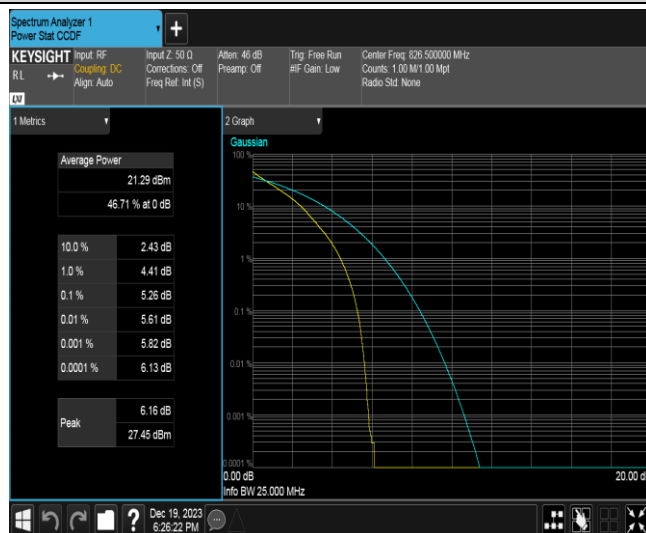 Spectrum Analyzer 1
Power Stat CCDF
+
KEYSIGHT
RL
LXI
Input: RF
Coupling: DC
Align: Auto
Input Z: 50 Ω
Corrections: Off
Freq Ref: Int (S)
Atten: 46 dB
Preamp: Off
Trig: Free Run
#IF Gain: Low
Center Freq: 826.500000 MHz
Counts: 1.00 M/1.00 Mpt
Radio Std: None
1 Metrics
Average Power
21.29 dBm
46.71 % at 0 dB
10.0 % 2.43 dB
1.0 % 4.41 dB
0.1 % 5.26 dB
0.01 % 5.61 dB
0.001 % 5.82 dB
0.0001 % 6.13 dB
Peak
6.16 dB
27.45 dBm
2 Graph
Gaussian
100 %
10 %
1 %
0.1 %
0.01 %
0.001 %
0.0001 %
0.00 dB
20.00 d
Info BW 25.000 MHz
?
Dec 19, 2023
6:26:22 PM